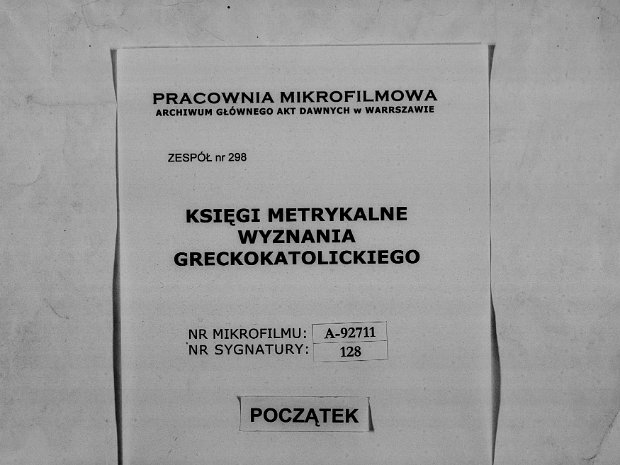 PRACOWNIA MIKROFILMOWA
ARCHIWUM GŁÓWNEGO AKT DAWNYCH w WARRSZAWIE
ZESPÓŁ nr 298
KSIĘGI METRYKALNE
WYZNANIA
GRECKOKATOLICKIEGO
NR MIKROFILMU: A-92711
NR SYGNATURY: 128
POCZĄTEK